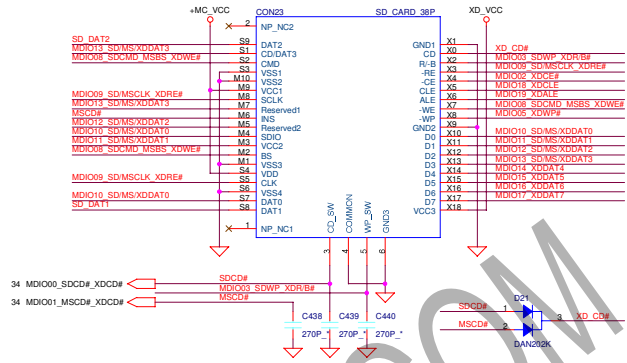 +MC_VCC
CON23
SD_CARD_38P
XD_VCC
2 NP_NC2
SD_DAT2 S9 DAT2
MDIO13_SD/MS/XDDAT3 S1 CD/DAT3
MDIO08_SDCMD_MSBS_XDWE# S2 CMD
S3 VSS1
M10 VSS2
M9 VCC1
MDIO09_SD/MSCLK_XDRE# M8 SCLK
MDIO13_SD/MS/XDDAT3 M7 Reserved1
MSCD# M6 INS
MDIO12_SD/MS/XDDAT2 M5 Reserved2
MDIO10_SD/MS/XDDAT0 M4 SDIO
MDIO11_SD/MS/XDDAT1 M3 VCC2
MDIO08_SDCMD_MSBS_XDWE# M2 BS
M1 VSS3
S4 VDD
MDIO09_SD/MSCLK_XDRE# S5 CLK
S6 VSS4
MDIO10_SD/MS/XDDAT0 S7 DAT0
SD_DAT1 S8 DAT1
1 NP_NC1
GND1 X1
CD X0 XD_CD#
R/-B X2 MDIO03_SDWP_XDR/B#
-RE X3 MDIO09_SD/MSCLK_XDRE#
-CE X4 MDIO02_XDCE#
CLE X5 MDIO18_XDCLE
ALE X6 MDIO19_XDALE
-WE X7 MDIO08_SDCMD_MSBS_XDWE#
-WP X8 MDIO05_XDWP#
GND2 X9
D0 X10 MDIO10_SD/MS/XDDAT0
D1 X11 MDIO11_SD/MS/XDDAT1
D2 X12 MDIO12_SD/MS/XDDAT2
D3 X13 MDIO13_SD/MS/XDDAT3
D4 X14 MDIO14_XDDAT4
D5 X15 MDIO15_XDDAT5
D6 X16 MDIO16_XDDAT6
D7 X17 MDIO17_XDDAT7
VCC3 X18
CD_SW COMMON WP_SW GND3
3 4 5 6
34 MDIO00_SDCD#_XDCD# SDCD#
MDIO03_SDWP_XDR/B#
34 MDIO01_MSCD#_XDCD# MSCD#
C438 C439 C440
270P_* 270P_* 270P_*
D21
SDCD# 1
3 XD_CD#
MSCD# 2
DAN202K
COM